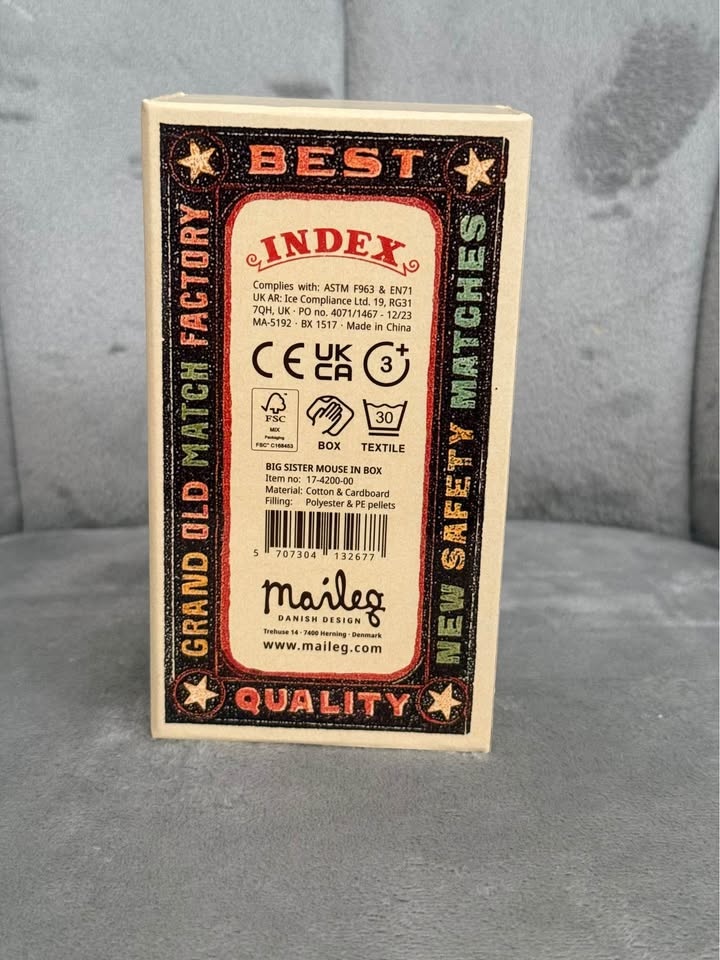 BEST
GRAND OLD MATCH FACTORY
NEW SAFETY MATCHES
INDEX
Complies with: ASTM F963 & EN71
UK AR: Ice Compliance Ltd. 19, RG31
7QH, UK · PO no. 4071/1467 - 12/23
MA-5192 · BX 1517 · Made in China
CE UK CA 3+
FSC
MIX
Packaging
FSC® C168463
BOX
30
TEXTILE
BIG SISTER MOUSE IN BOX
Item no: 17-4200-00
Material: Cotton & Cardboard
Filling: Polyester & PE pellets
5 707304 132677
maileg
DANISH DESIGN
Trehuse 14 · 7400 Herning · Denmark
www.maileg.com
QUALITY